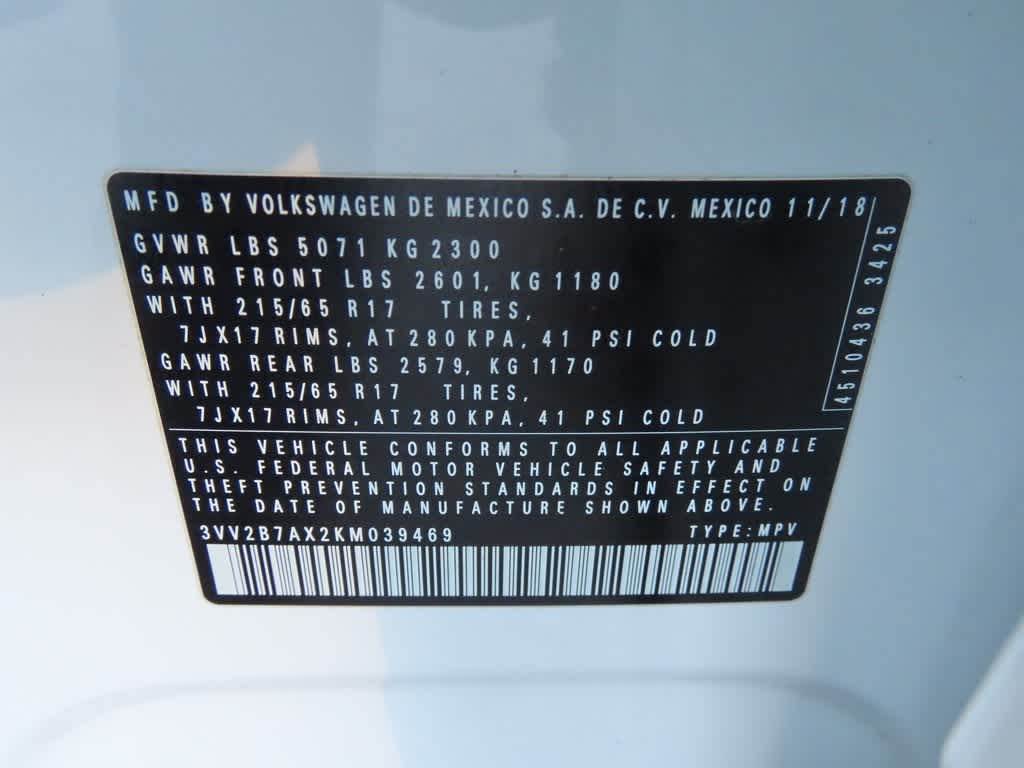 MFD BY VOLKSWAGEN DE MEXICO S.A. DE C.V. MEXICO 11/18
GVWR LBS 5071 KG 2300
GAWR FRONT LBS 2601, KG 1180
WITH 215/65 R17 TIRES,
7JX17 RIMS, AT 280 KPA, 41 PSI COLD
GAWR REAR LBS 2579, KG 1170
WITH 215/65 R17 TIRES,
7JX17 RIMS, AT 280 KPA, 41 PSI COLD
4510436 3425
THIS VEHICLE CONFORMS TO ALL APPLICABLE
U.S. FEDERAL MOTOR VEHICLE SAFETY AND
THEFT PREVENTION STANDARDS IN EFFECT ON
THE DATE OF MANUFACTURE SHOWN ABOVE.
3VV2B7AX2KM039469 TYPE: MPV